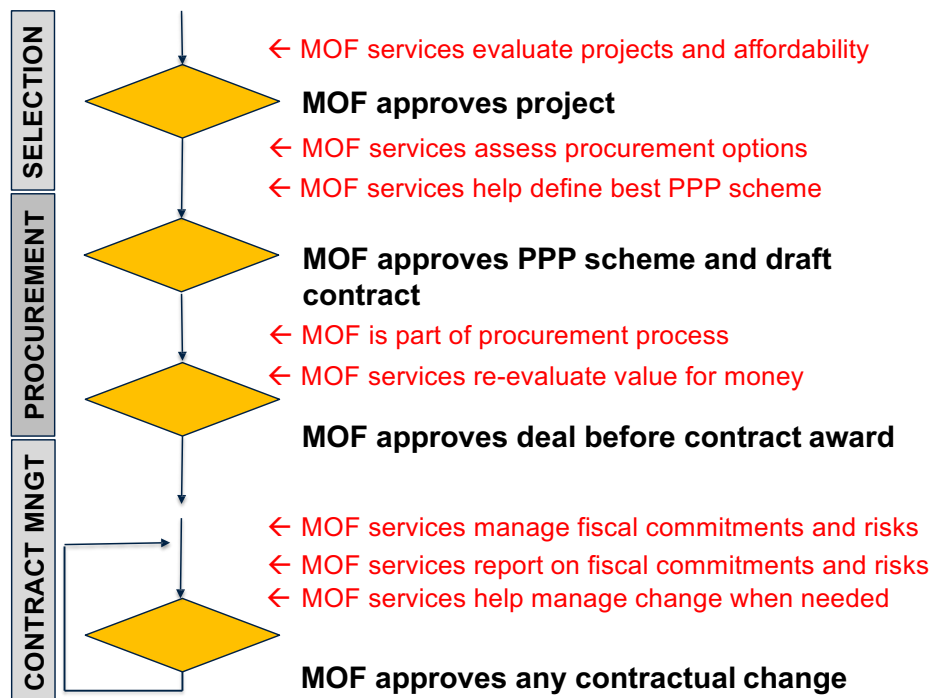 SELECTION
← MOF services evaluate projects and affordability
MOF approves project
← MOF services assess procurement options
← MOF services help define best PPP scheme
PROCUREMENT
MOF approves PPP scheme and draft
contract
← MOF is part of procurement process
← MOF services re-evaluate value for money
MOF approves deal before contract award
CONTRACT MNGT
← MOF services manage fiscal commitments and risks
← MOF services report on fiscal commitments and risks
← MOF services help manage change when needed
MOF approves any contractual change